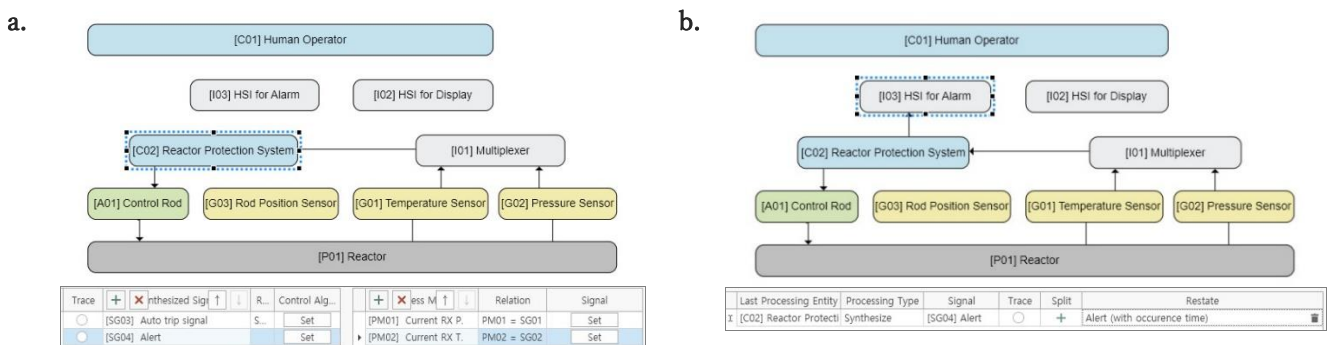 a.
[C01] Human Operator
[I03] HSI for Alarm
[I02] HSI for Display
[C02] Reactor Protection System
[I01] Multiplexer
[A01] Control Rod
[G03] Rod Position Sensor
[G01] Temperature Sensor
[G02] Pressure Sensor
[P01] Reactor
Trace + × nthesized Sign ↑ ↓ R... Control Alg...
[SG03] Auto trip signal S... Set
[SG04] Alert Set
+ × ess M ↑ ↓ Relation Signal
[PM01] Current RX P. PM01 = SG01 Set
[PM02] Current RX T. PM02 = SG02 Set
b.
[C01] Human Operator
[I03] HSI for Alarm
[I02] HSI for Display
[C02] Reactor Protection System
[I01] Multiplexer
[A01] Control Rod
[G03] Rod Position Sensor
[G01] Temperature Sensor
[G02] Pressure Sensor
[P01] Reactor
Last Processing Entity Processing Type Signal Trace Split Restate
[C02] Reactor Protecti Synthesize [SG04] Alert + Alert (with occurence time)